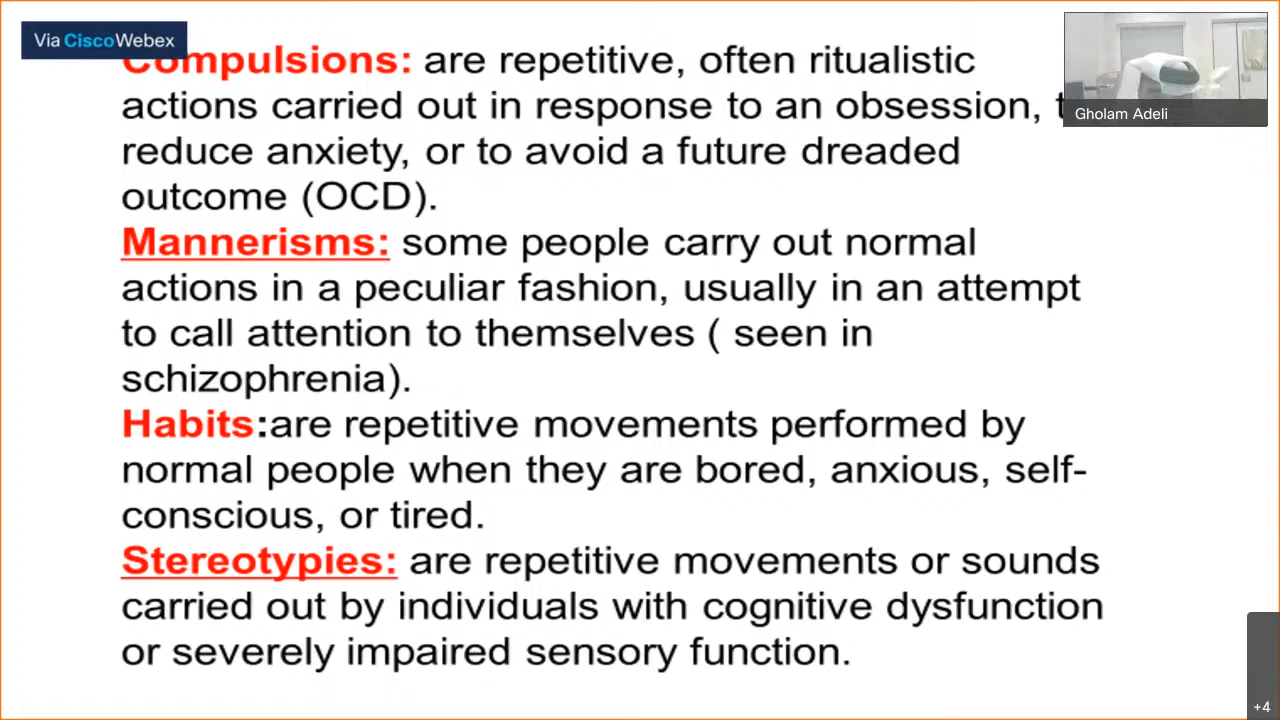 Via Cisco Webex
Compulsions: are repetitive, often ritualistic
actions carried out in response to an obsession,
reduce anxiety, or to avoid a future dreaded
outcome (OCD).
Mannerisms: some people carry out normal
actions in a peculiar fashion, usually in an attempt
to call attention to themselves ( seen in
schizophrenia).
Habits:are repetitive movements performed by
normal people when they are bored, anxious, self-
conscious, or tired.
Stereotypies: are repetitive movements or sounds
carried out by individuals with cognitive dysfunction
or severely impaired sensory function.
Gholam Adeli
+4